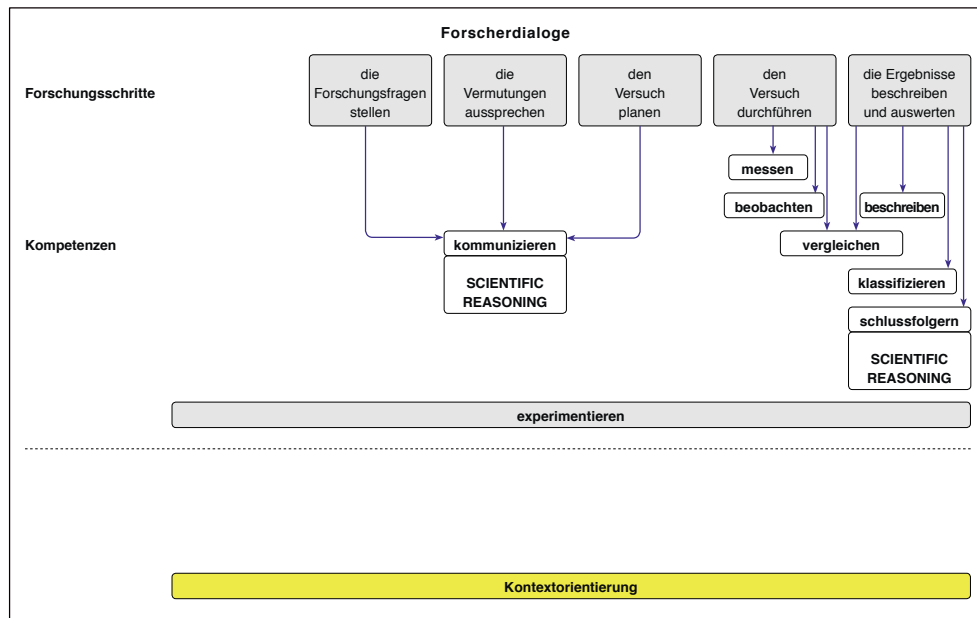 Forscherdialoge
Forschungsschritte
die
Forschungsfragen
stellen
die
Vermutungen
aussprechen
den
Versuch
planen
den
Versuch
durchführen
die Ergebnisse
beschreiben
und auswerten
messen
beobachten
beschreiben
Kompetenzen
kommunizieren
vergleichen
SCIENTIFIC
REASONING
klassifizieren
schlussfolgern
SCIENTIFIC
REASONING
experimentieren
Kontextorientierung